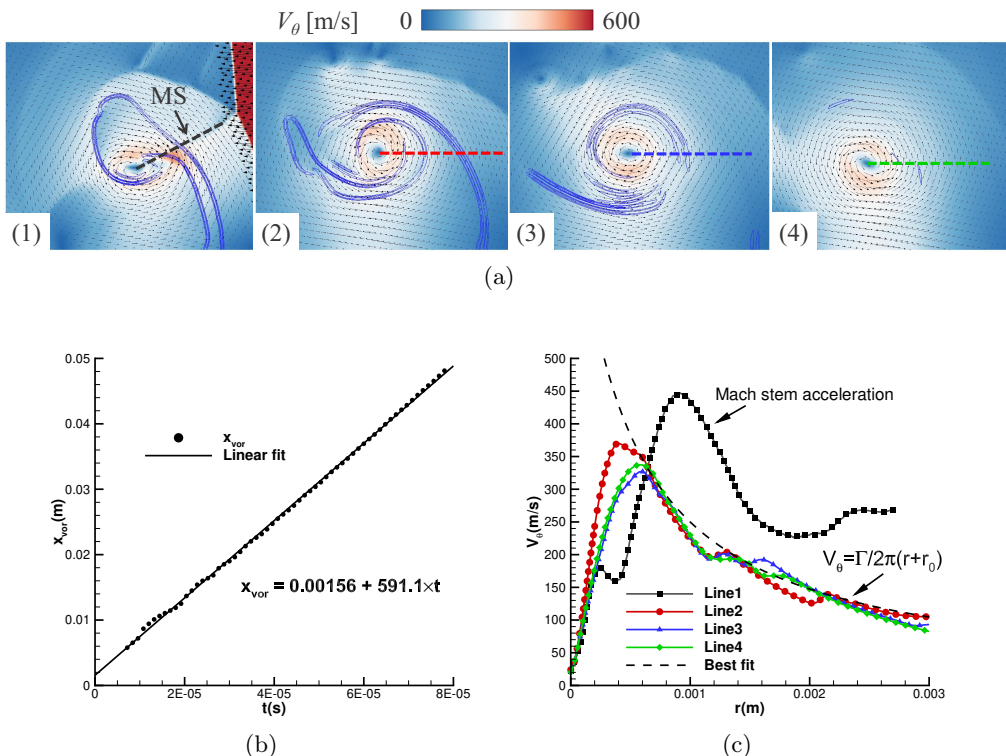 V_θ [m/s] 0 600
MS
(1) (2) (3) (4)
(a)
0.05
0.04
0.03
0.02
0.01
0
x_vor(m)
x_vor
Linear fit
x_vor = 0.00156 + 591.1×t
0 2E-05 4E-05 6E-05 8E-05
t(s)
(b)
500
450
400
350
300
250
200
150
100
50
0
V_θ(m/s)
Mach stem acceleration
V_θ=Γ/2π(r+r_0)
Line1
Line2
Line3
Line4
Best fit
0 0.001 0.002 0.003
r(m)
(c)